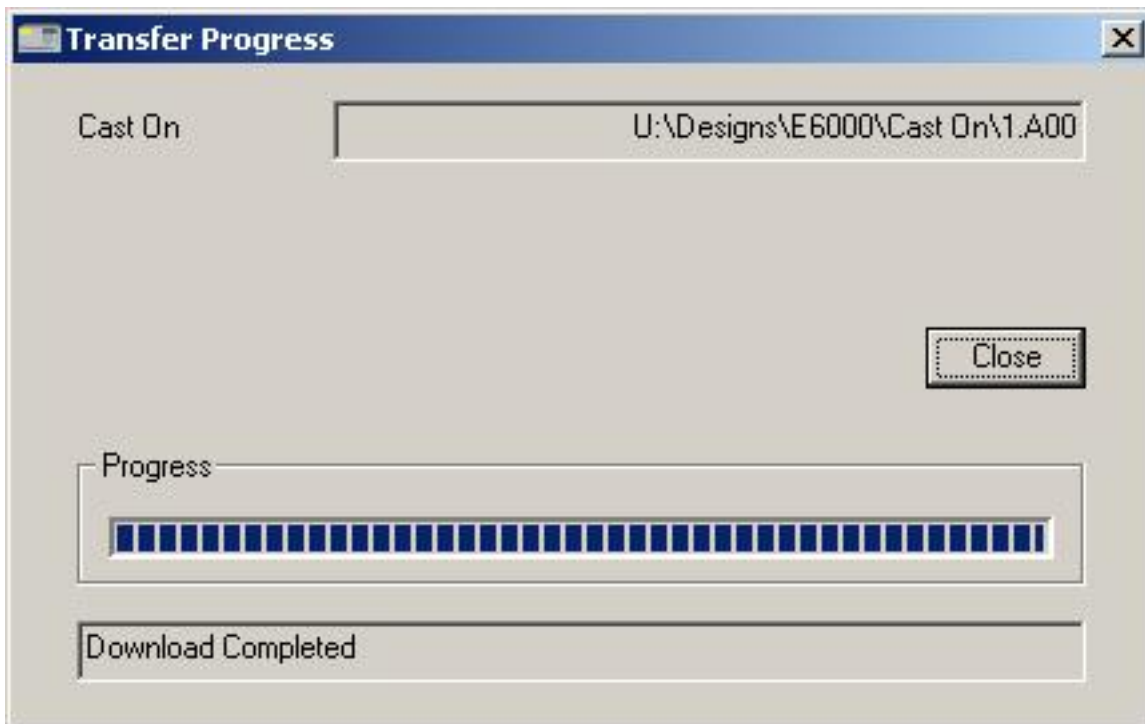 Transfer Progress
Cast On
U:\Designs\E6000\Cast On\1.A00
Close
Progress
Download Completed